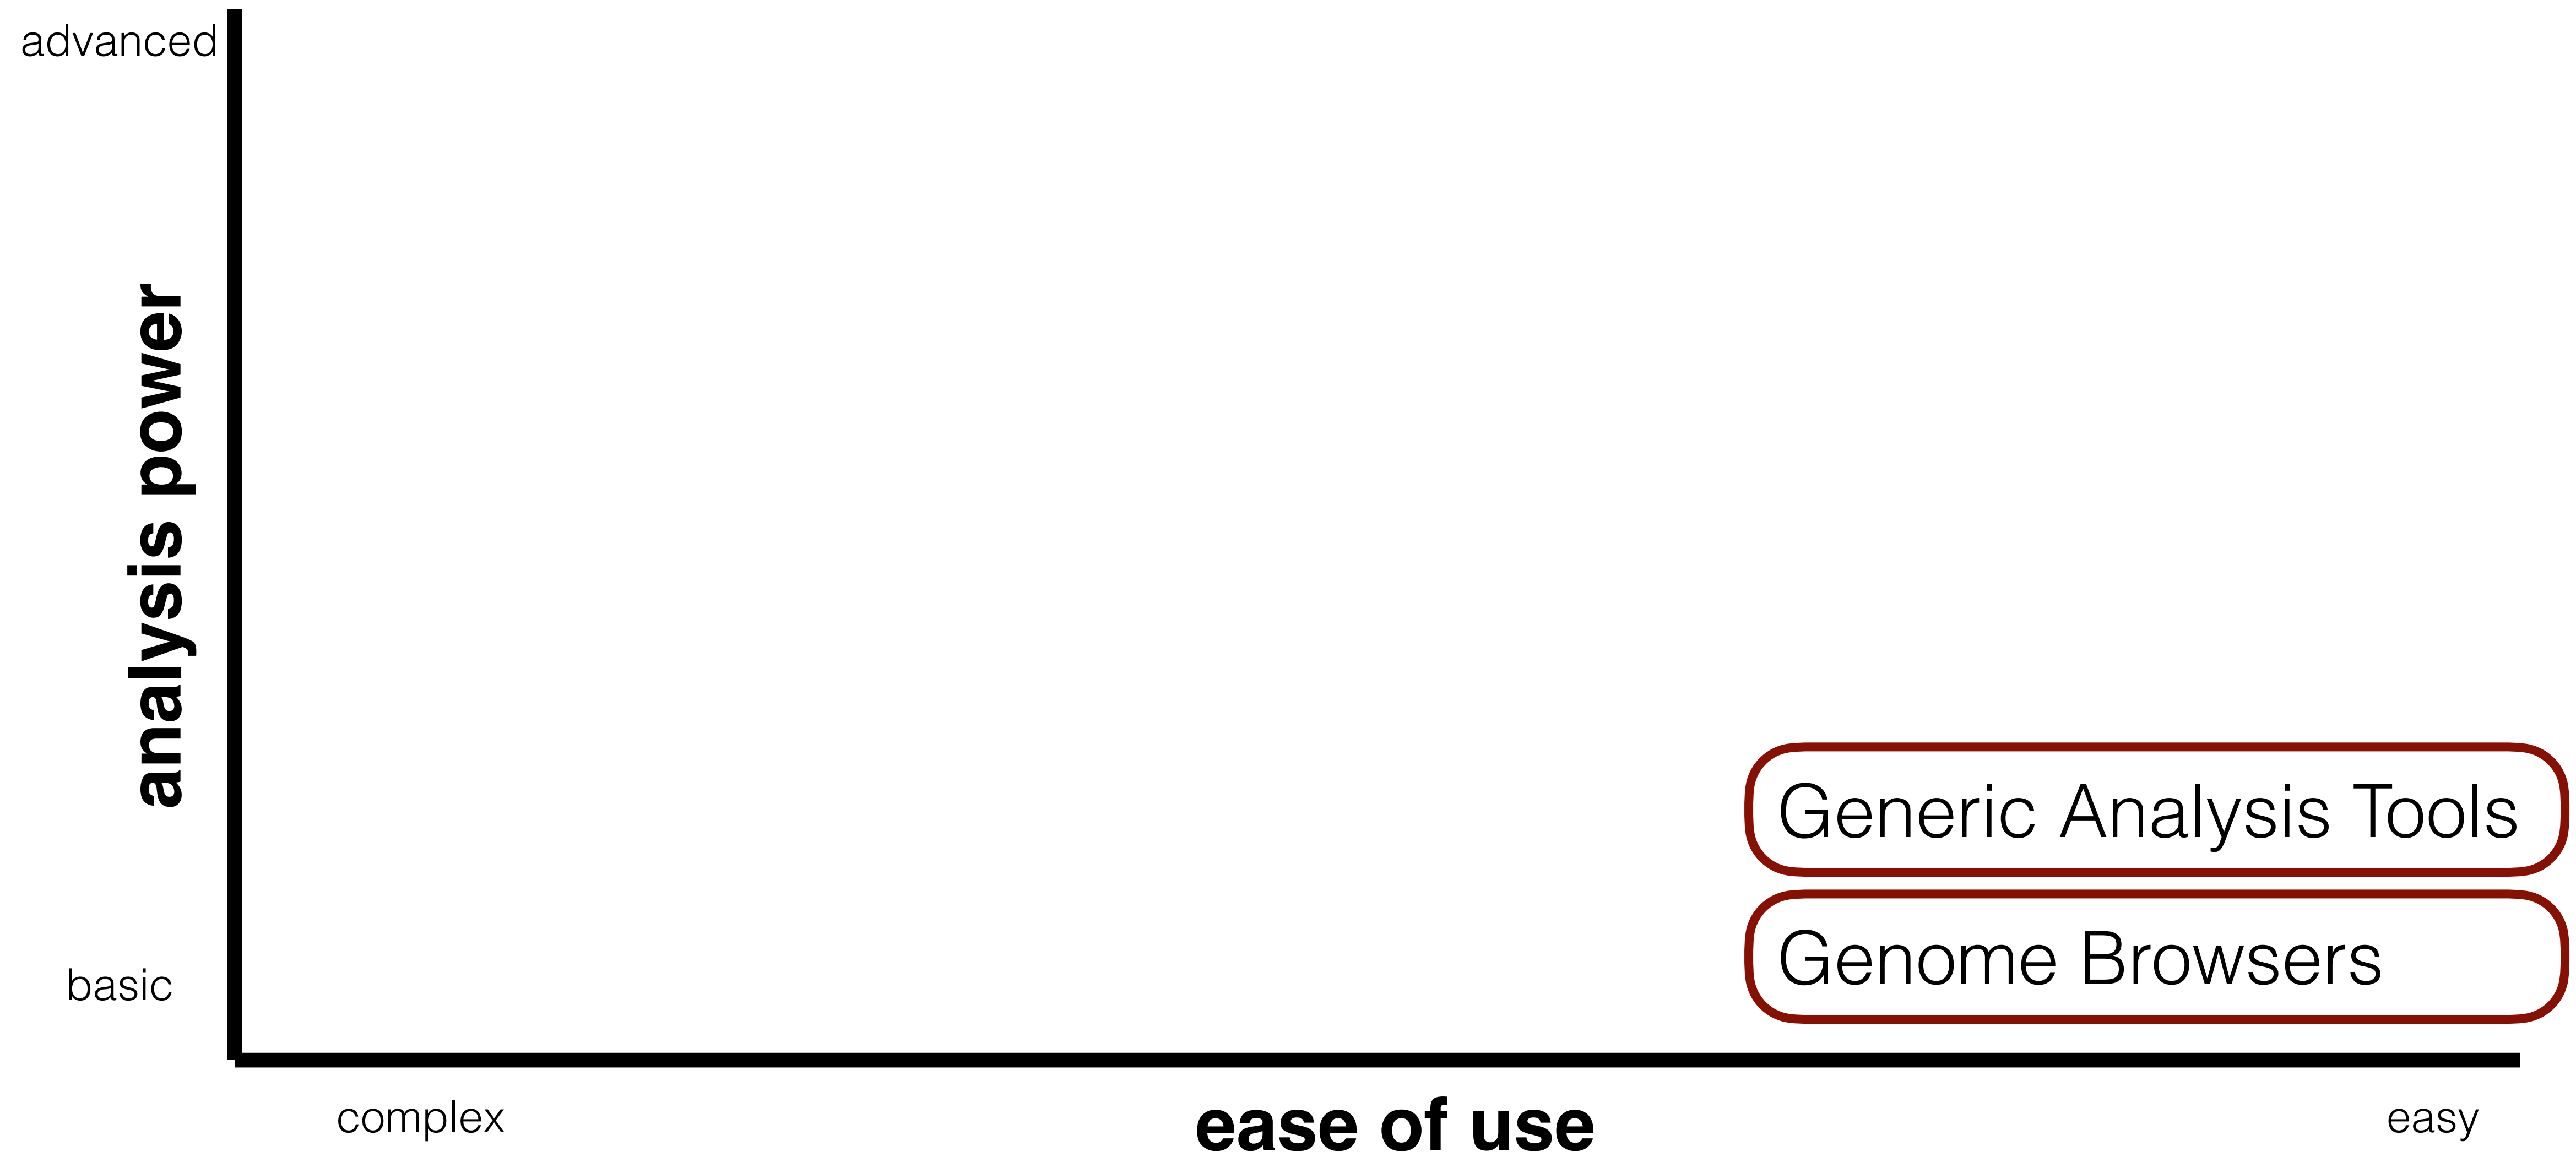 advanced
analysis power
Generic Analysis Tools
Genome Browsers
basic
complex
ease of use
easy